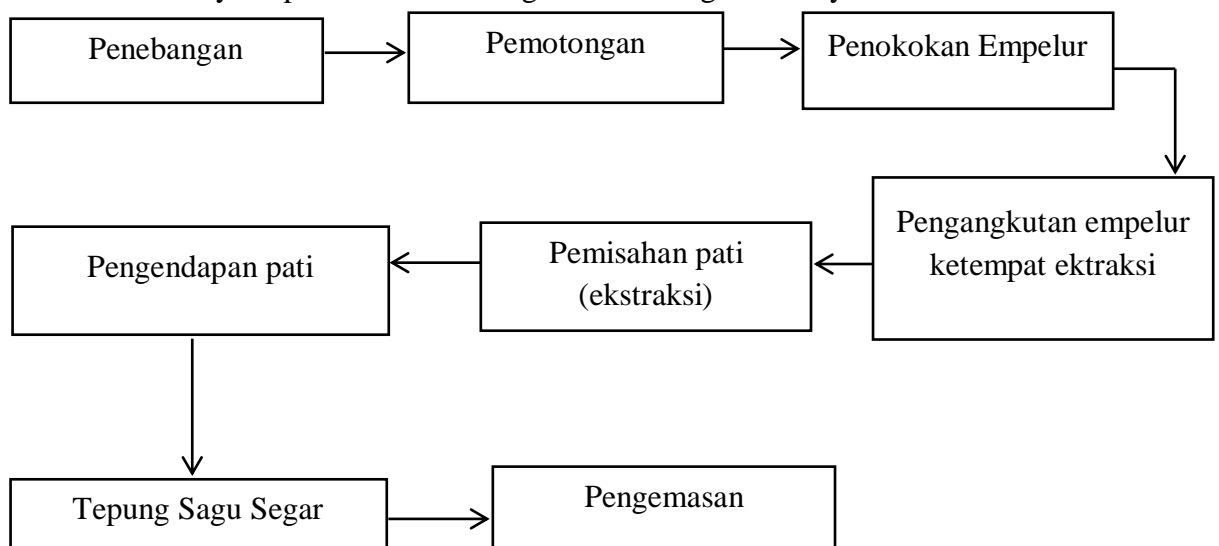 Penebangan
Pemotongan
Penokokan Empelur
Pengangkutan empelur
ketempat ektraksi
Pemisahan pati
(ekstraksi)
Pengendapan pati
Tepung Sagu Segar
Pengemasan